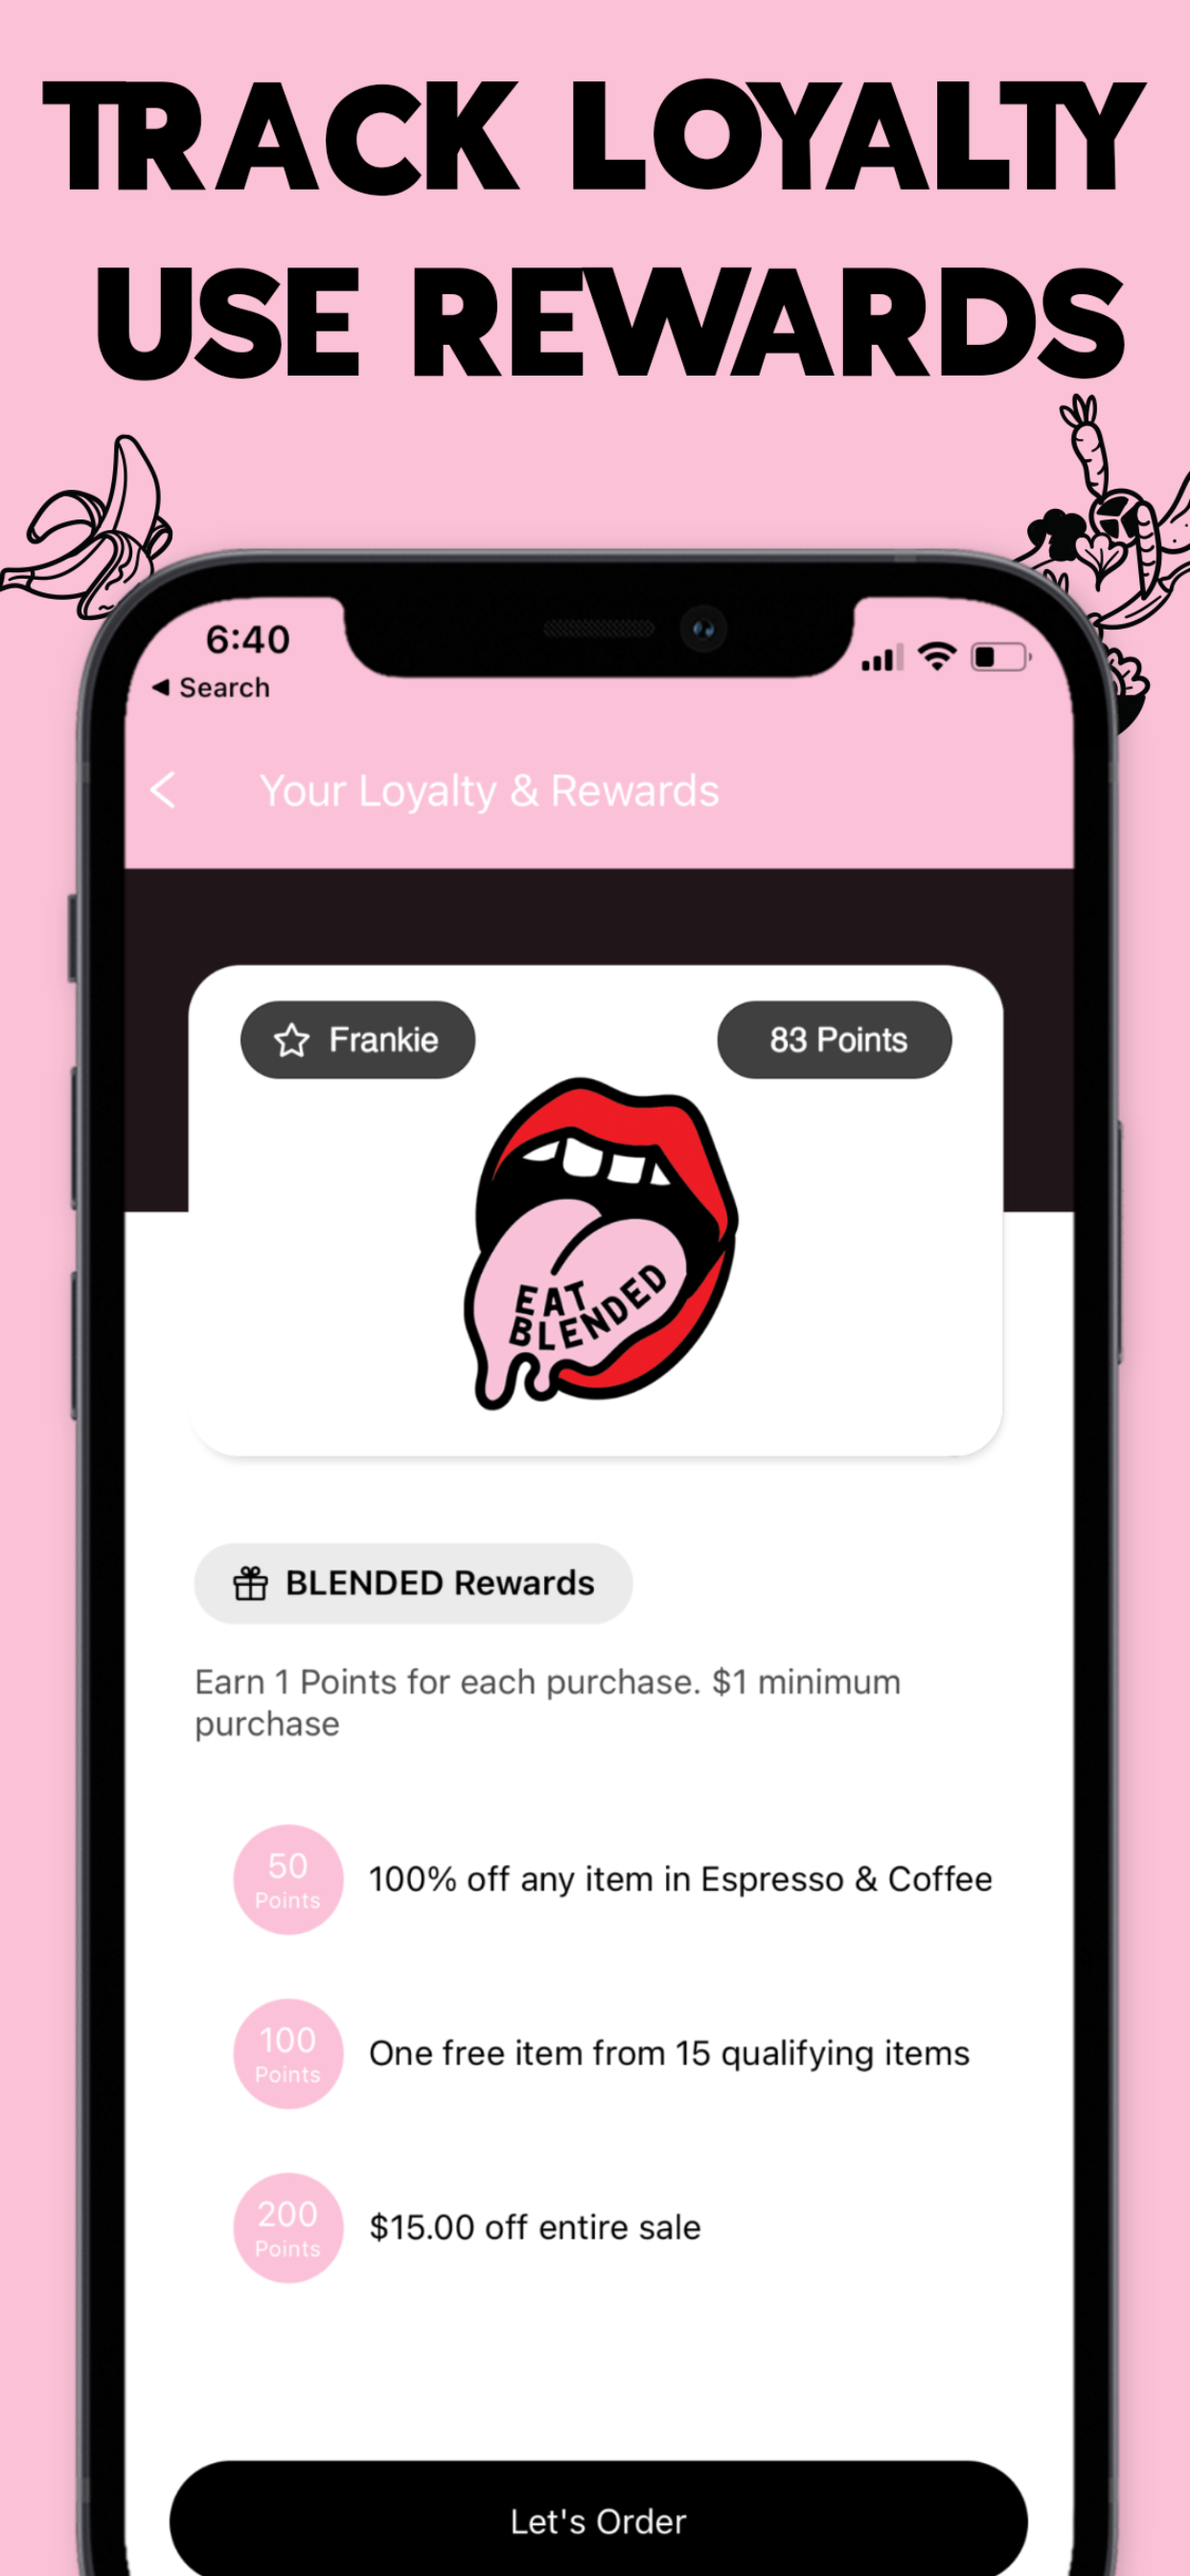 TRACK LOYALTY
USE REWARDS
6:40
Search
Your Loyalty & Rewards
Frankie
83 Points
EAT
BLENDED
BLENDED Rewards
Earn 1 Points for each purchase. $1 minimum
purchase
50
Points
100% off any item in Espresso & Coffee
100
Points
One free item from 15 qualifying items
200
Points
$15.00 off entire sale
Let's Order